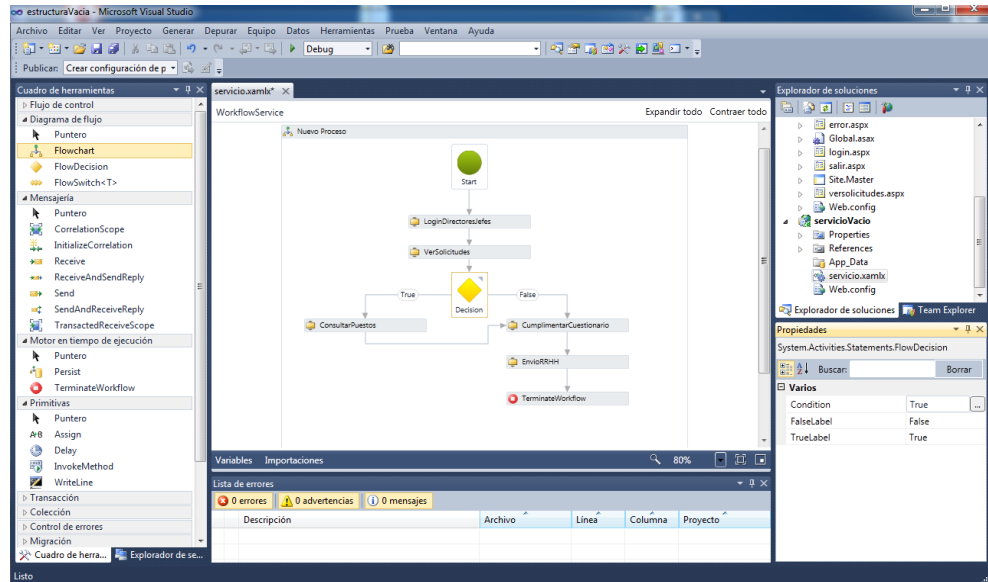 estructuraVacia - Microsoft Visual Studio
Archivo Editar Ver Proyecto Generar Depurar Equipo Datos Herramientas Prueba Ventana Ayuda
Debug
Publicar: Crear configuración de p
Cuadro de herramientas
Flujo de control
Diagrama de flujo
Puntero
Flowchart
FlowDecision
FlowSwitch<T>
Mensajería
Puntero
CorrelationScope
InitializeCorrelation
Receive
ReceiveAndSendReply
Send
SendAndReceiveReply
TransactedReceiveScope
Motor en tiempo de ejecución
Puntero
Persist
TerminateWorkflow
Primitivas
Puntero
A+B Assign
Delay
InvokeMethod
WriteLine
Transacción
Colección
Control de errores
Migración
Cuadro de herra... Explorador de se...
servicio.xamlx*
WorkflowService Expandir todo Contraer todo
Nuevo Proceso
Start
LoginDirectoresJefes
VerSolicitudes
True False
Decision
ConsultarPuestos CumplimentarCuestionario
EnvioRRHH
TerminateWorkflow
Variables Importaciones 80%
Lista de errores
0 errores 0 advertencias 0 mensajes
Descripción Archivo Línea Columna Proyecto
Explorador de soluciones
error.aspx
Global.asax
login.aspx
salir.aspx
Site.Master
versolicitudes.aspx
Web.config
servicioVacio
Properties
References
App_Data
servicio.xamlx
Web.config
Explorador de soluciones Team Explorer
Propiedades
System.Activities.Statements.FlowDecision
Buscar: Borrar
Varios
Condition True ...
FalseLabel False
TrueLabel True
Listo